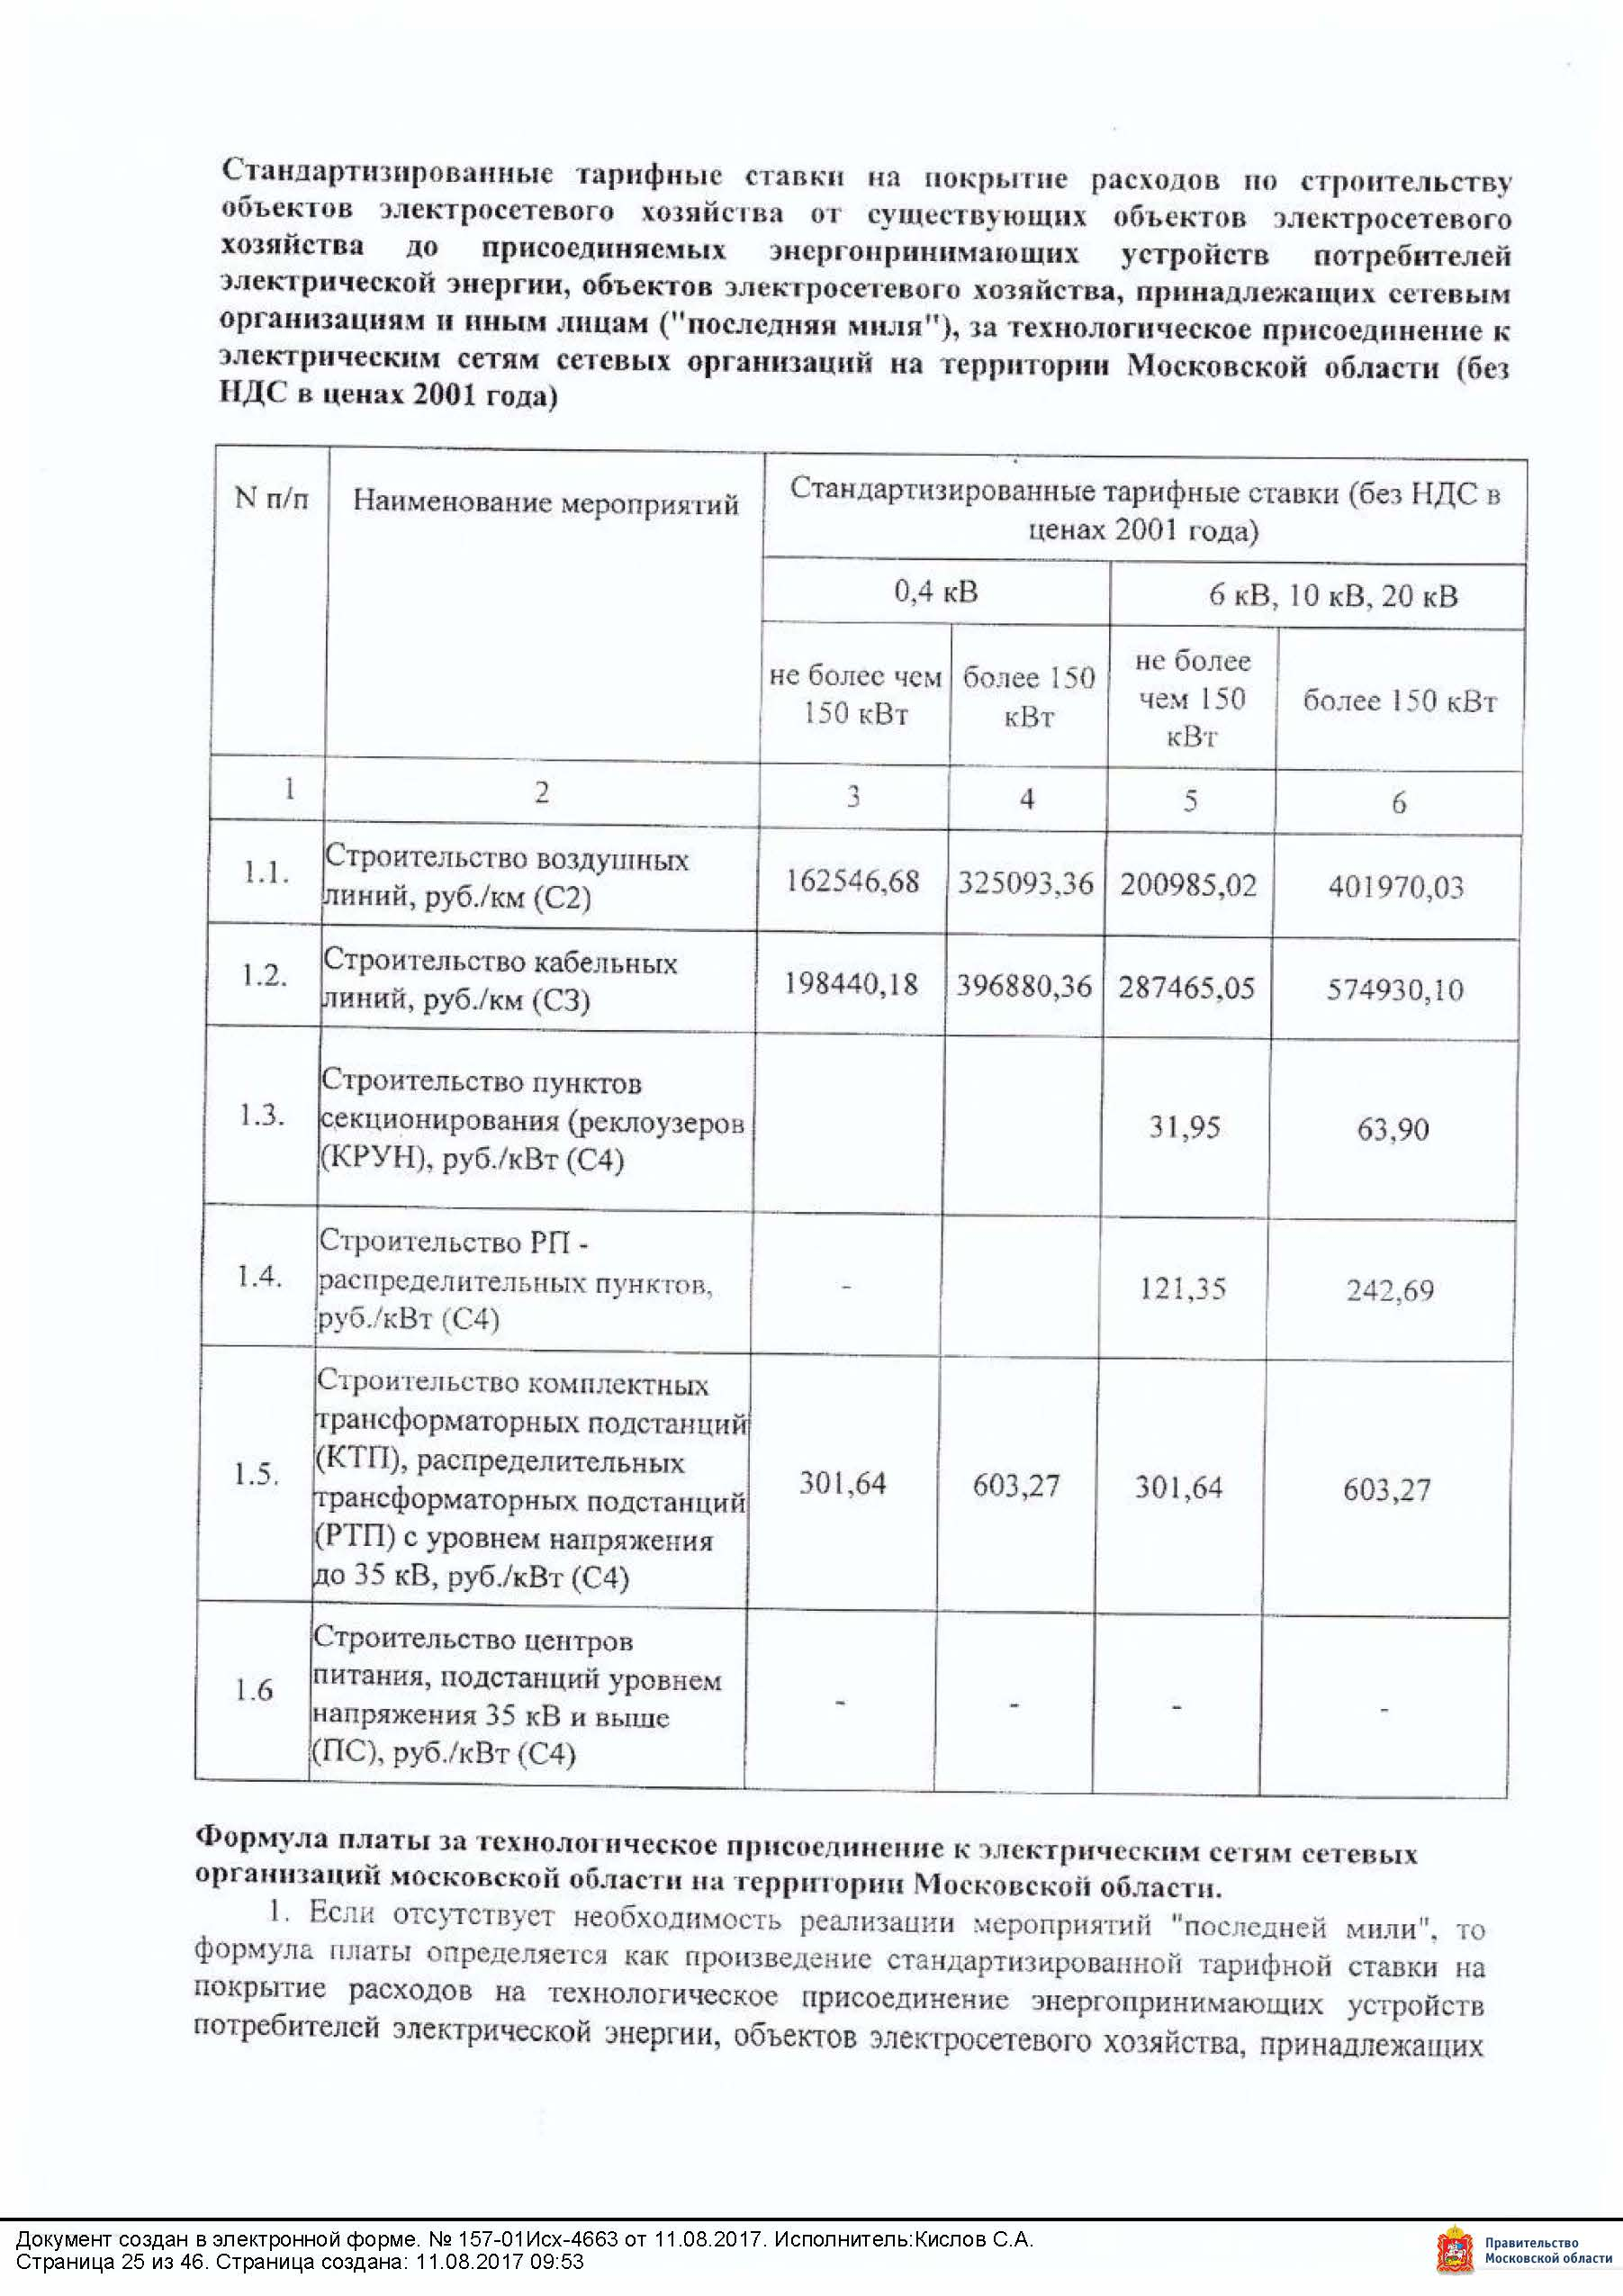 Стандартизированные тарифные ставки на покрытие расходов по строительству
объектов электросетевого хозяйства от существующих объектов электросетевого
хозяйства до присоединяемых энергопринимающих устройств потребителей
электрической энергии, объектов электросетевого хозяйства, принадлежащих сетевым
организациям и иным лицам ("последняя миля"), за технологическое присоединение к
электрическим сетям сетевых организаций на территории Московской области (без
НДС в ценах 2001 года)
N п/п
Наименование мероприятий
Стандартизированные тарифные ставки (без НДС в
ценах 2001 года)
0,4 кВ
6 кВ, 10 кВ, 20 кВ
не более чем
150 кВт
более 150
кВт
не более
чем 150
кВт
более 150 кВт
1 2 3 4 5 6
1.1.
Строительство воздушных
линий, руб./км (С2)
162546,68 325093,36 200985,02 401970,03
1.2.
Строительство кабельных
линий, руб./км (С3)
198440,18 396880,36 287465,05 574930,10
1.3.
Строительство пунктов
секционирования (реклоузеров
(КРУН), руб./кВт (С4)
31,95 63,90
1.4.
Строительство РП -
распределительных пунктов,
руб./кВт (С4)
- 121,35 242,69
1.5.
Строительство комплектных
трансформаторных подстанций
(КТП), распределительных
трансформаторных подстанций
(РТП) с уровнем напряжения
до 35 кВ, руб./кВт (С4)
301,64 603,27 301,64 603,27
1.6
Строительство центров
питания, подстанций уровнем
напряжения 35 кВ и выше
(ПС), руб./кВт (С4)
- - - -
Формула платы за технологическое присоединение к электрическим сетям сетевых
организаций московской области на территории Московской области.
1. Если отсутствует необходимость реализации мероприятий "последней мили", то
формула платы определяется как произведение стандартизированной тарифной ставки на
покрытие расходов на технологическое присоединение энергопринимающих устройств
потребителей электрической энергии, объектов электросетевого хозяйства, принадлежащих
Документ создан в электронной форме. № 157-01Исх-4663 от 11.08.2017. Исполнитель:Кислов С.А.
Страница 25 из 46. Страница создана: 11.08.2017 09:53
Правительство
Московской области